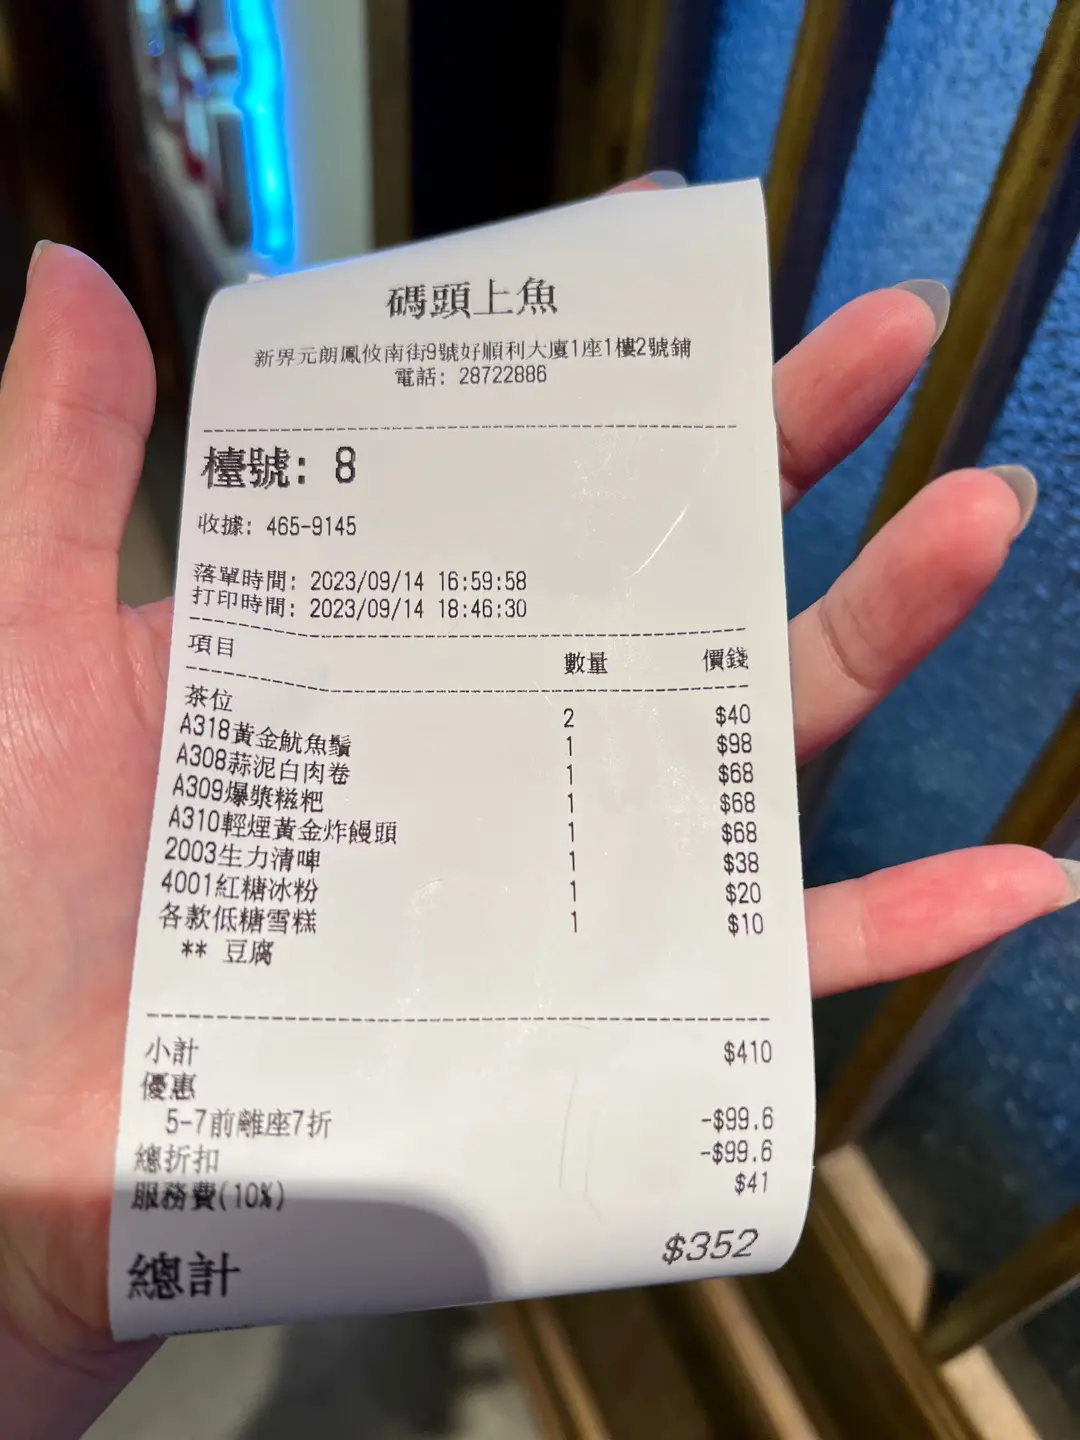 碼頭上魚
新界元朗鳳攸南街9號好順利大廈1座1樓2號鋪
電話: 28722886
檯號: 8
收據: 465-9145
落單時間: 2023/09/14 16:59:58
打印時間: 2023/09/14 18:46:30
項目 數量 價錢
茶位 2 $40
A318黃金魷魚鬚 1 $98
A308蒜泥白肉卷 1 $68
A309爆漿糍粑 1 $68
A310輕煙黃金炸饅頭 1 $68
2003生力清啤 1 $38
4001紅糖冰粉 1 $20
各款低糖雪糕 1 $10
** 豆腐
小計 $410
優惠
5-7前離座7折 -$99.6
總折扣 -$99.6
服務費(10%) $41
總計 $352